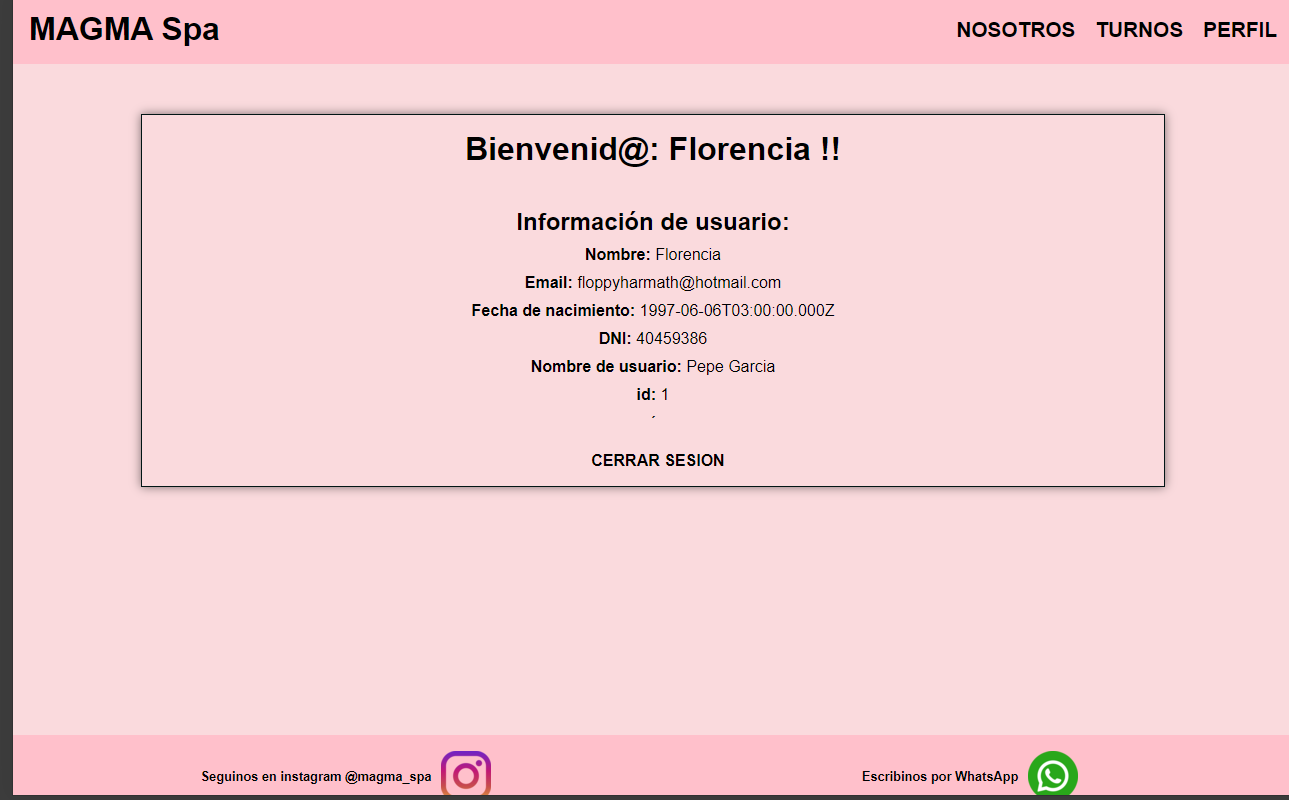 MAGMA Spa
NOSOTROS TURNOS PERFIL
Bienvenid@: Florencia !!
Información de usuario:
Nombre: Florencia
Email: floppyharmath@hotmail.com
Fecha de nacimiento: 1997-06-06T03:00:00.000Z
DNI: 40459386
Nombre de usuario: Pepe Garcia
id: 1
´
CERRAR SESION
Seguinos en instagram @magma_spa
Escribinos por WhatsApp